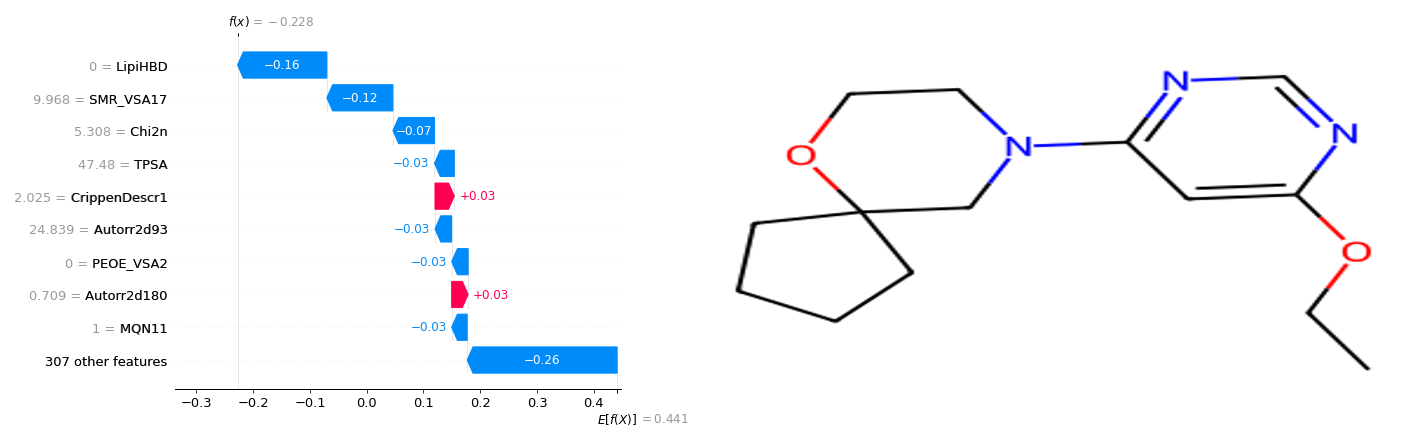 f(x) = −0.228
0 = LipiHBD
−0.16
9.968 = SMR_VSA17
−0.12
5.308 = Chi2n
−0.07
47.48 = TPSA
−0.03
2.025 = CrippenDescr1
+0.03
24.839 = Autorr2d93
−0.03
0 = PEOE_VSA2
−0.03
0.709 = Autorr2d180
+0.03
1 = MQN11
−0.03
307 other features
−0.26
−0.3 −0.2 −0.1 0.0 0.1 0.2 0.3 0.4
E[f(X)] = 0.441
N
N
N
O
O